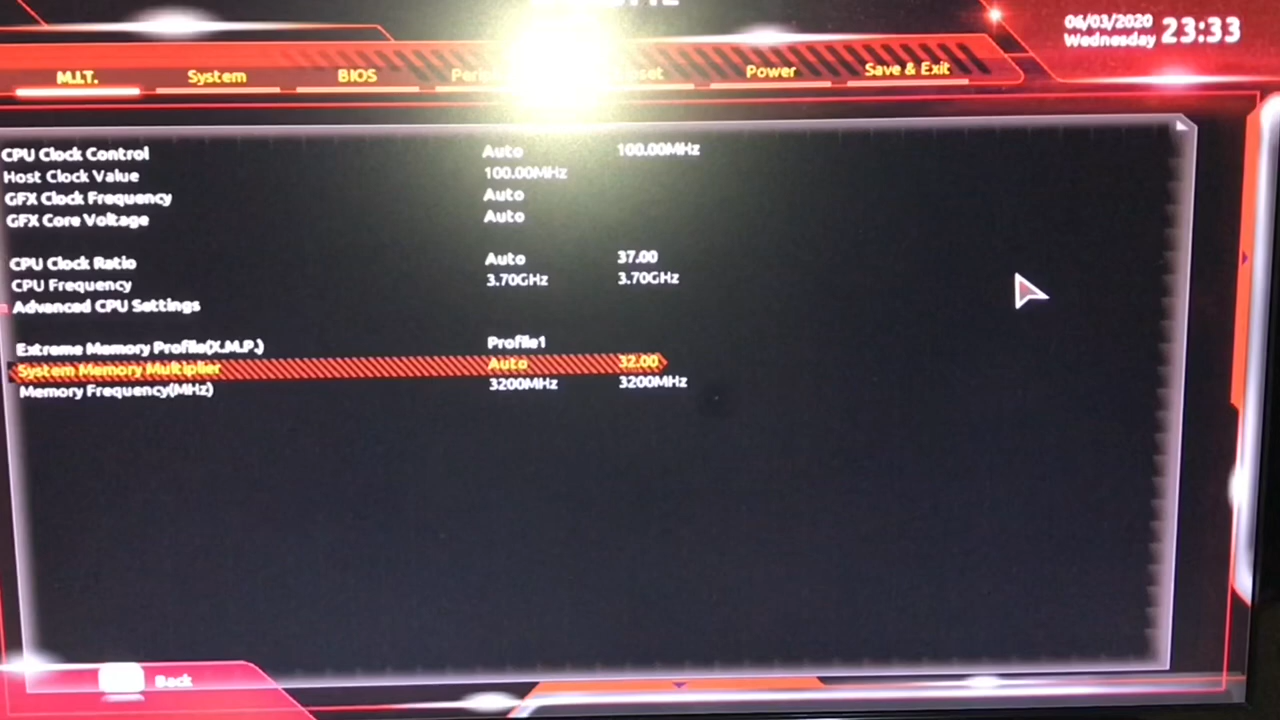 06/03/2020
Wednesday 23:33
M.I.T. System BIOS Power Save & Exit
CPU Clock Control Auto 100.00MHz
Host Clock Value 100.00MHz
GFX Clock Frequency Auto
GFX Core Voltage Auto
CPU Clock Ratio Auto 37.00
CPU Frequency 3.70GHz 3.70GHz
Advanced CPU Settings
Extreme Memory Profile(X.M.P.) Profile1
System Memory Multiplier Auto 32.00
Memory Frequency(MHz) 3200MHz 3200MHz
Back